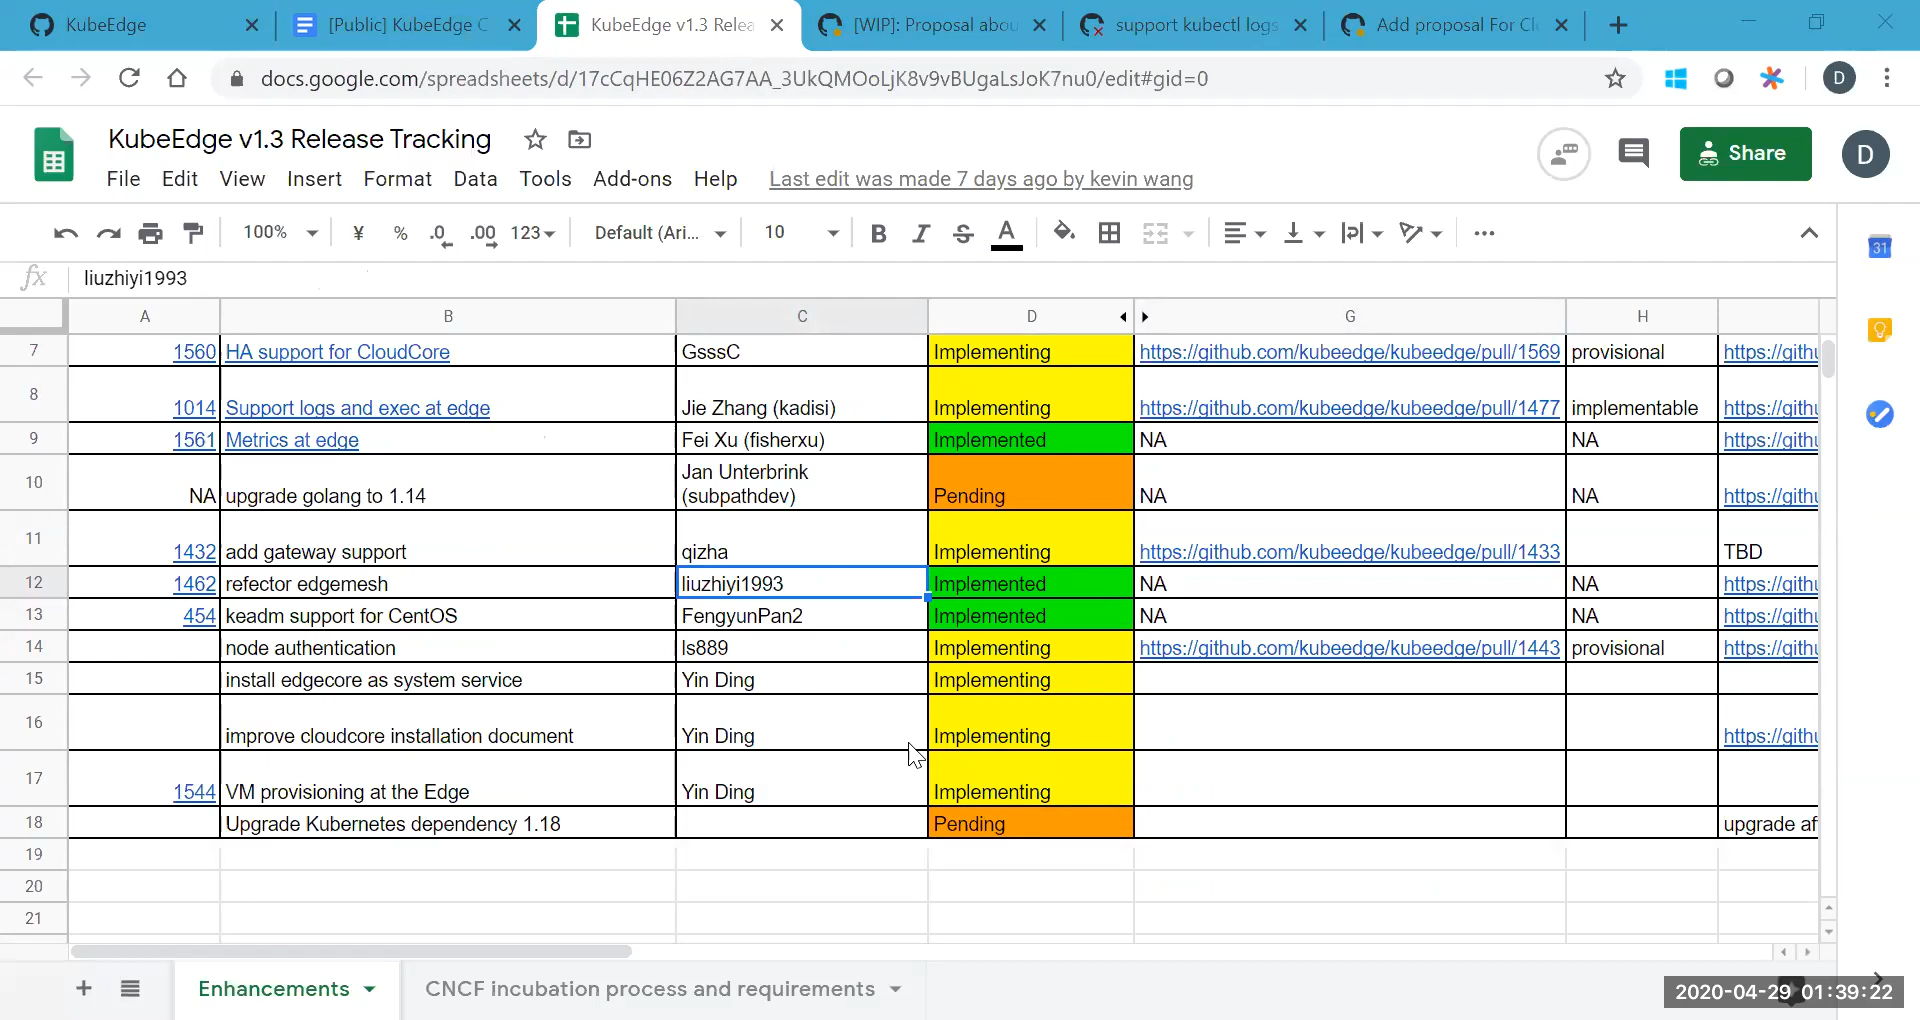 KubeEdge
[Public] KubeEdge C
KubeEdge v1.3 Relea
[WIP]: Proposal abou
support kubectl logs
Add proposal For Cl
docs.google.com/spreadsheets/d/17cCqHE06Z2AG7AA_3UkQMOoLjK8v9vBUgaLsJoK7nu0/edit#gid=0
D
KubeEdge v1.3 Release Tracking
File Edit View Insert Format Data Tools Add-ons Help Last edit was made 7 days ago by kevin wang
Share
D
100% ¥ % .0 .00 123 Default (Ari... 10 B I S A
31
fx liuzhiyi1993
A B C D G H
7 1560 HA support for CloudCore GsssC Implementing https://github.com/kubeedge/kubeedge/pull/1569 provisional https://githu
8 1014 Support logs and exec at edge Jie Zhang (kadisi) Implementing https://github.com/kubeedge/kubeedge/pull/1477 implementable https://githu
9 1561 Metrics at edge Fei Xu (fisherxu) Implemented NA NA https://githu
10 NA upgrade golang to 1.14 Jan Unterbrink (subpathdev) Pending NA NA https://githu
11 1432 add gateway support qizha Implementing https://github.com/kubeedge/kubeedge/pull/1433 TBD
12 1462 refector edgemesh liuzhiyi1993 Implemented NA NA https://githu
13 454 keadm support for CentOS FengyunPan2 Implemented NA NA https://githu
14 node authentication ls889 Implementing https://github.com/kubeedge/kubeedge/pull/1443 provisional https://githu
15 install edgecore as system service Yin Ding Implementing
16 improve cloudcore installation document Yin Ding Implementing https://githu
17 1544 VM provisioning at the Edge Yin Ding Implementing
18 Upgrade Kubernetes dependency 1.18 Pending upgrade af
19
20
21
Enhancements CNCF incubation process and requirements
2020-04-29 01:39:22